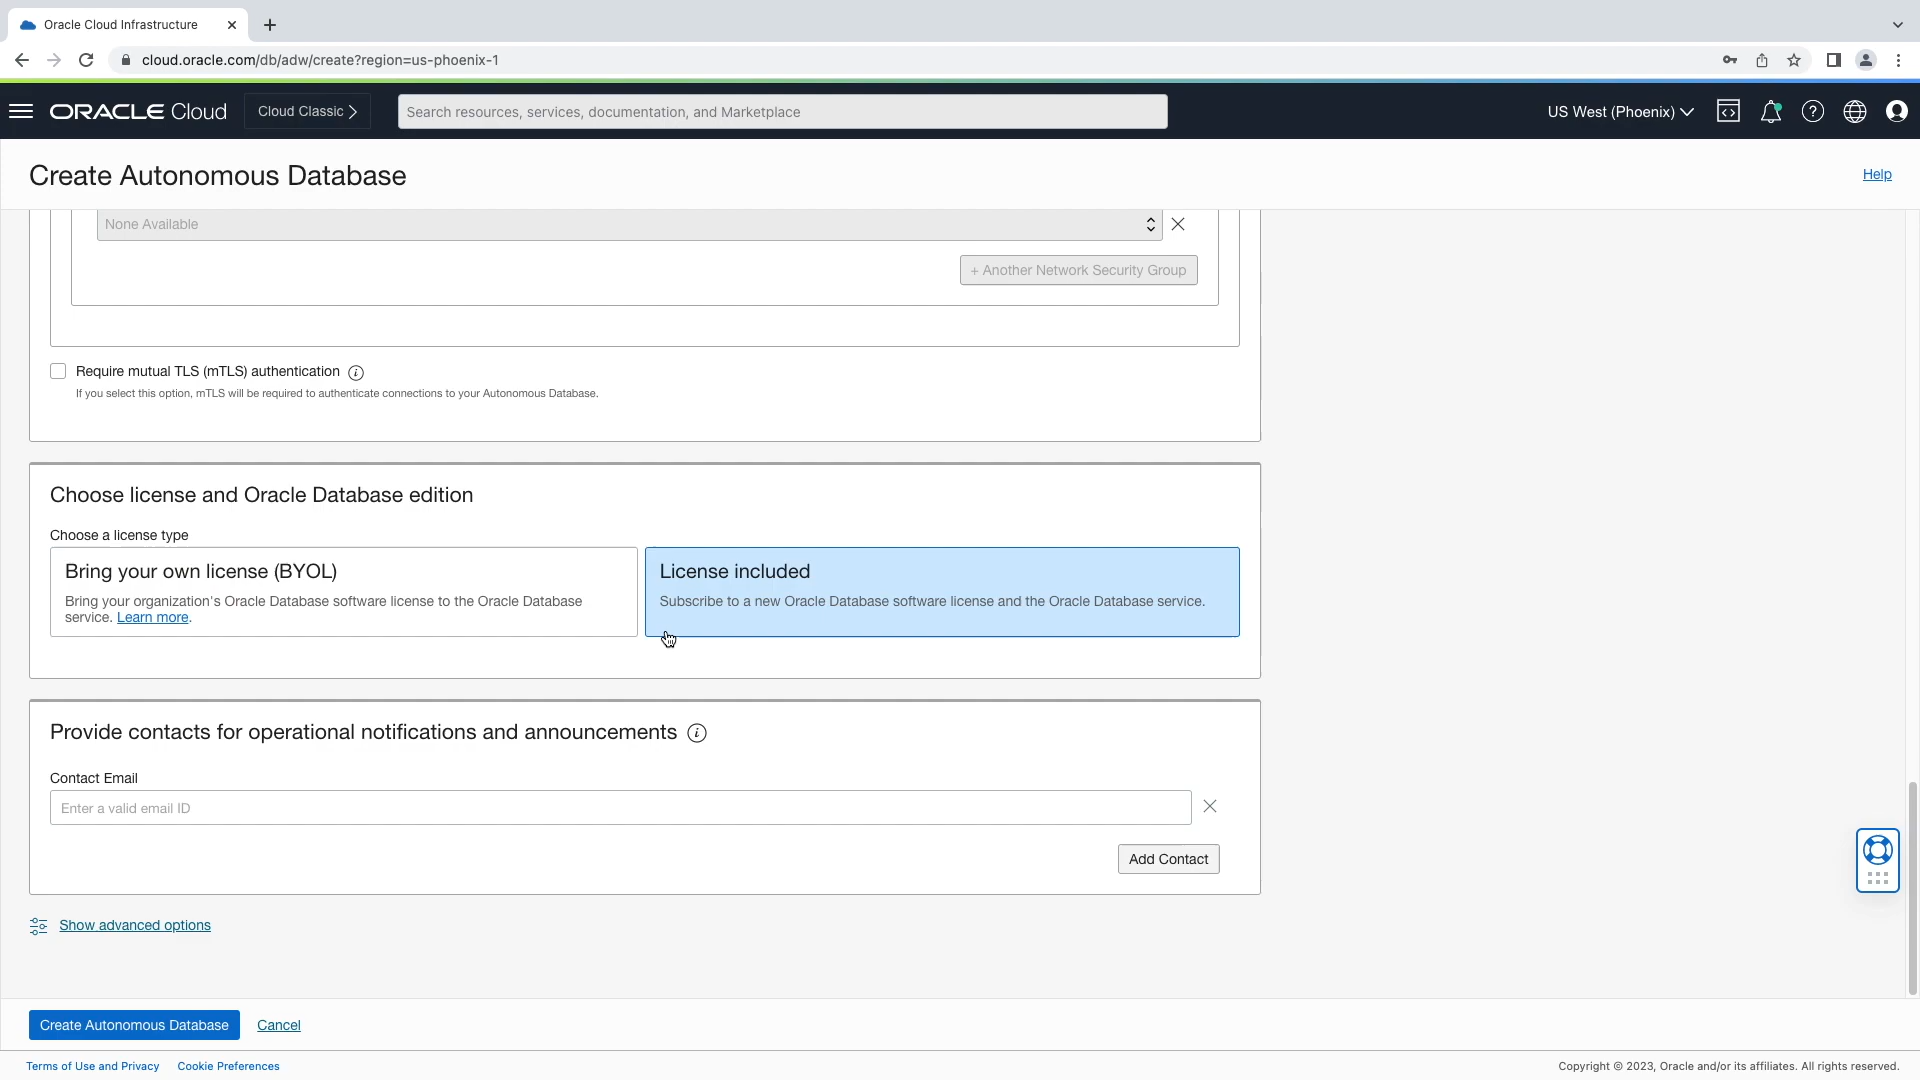 Oracle Cloud Infrastructure
cloud.oracle.com/db/adw/create?region=us-phoenix-1
ORACLE Cloud
Cloud Classic
Search resources, services, documentation, and Marketplace
US West (Phoenix)
Create Autonomous Database
Help
None Available
+ Another Network Security Group
Require mutual TLS (mTLS) authentication
If you select this option, mTLS will be required to authenticate connections to your Autonomous Database.
Choose license and Oracle Database edition
Choose a license type
Bring your own license (BYOL)
Bring your organization's Oracle Database software license to the Oracle Database
service. Learn more.
License included
Subscribe to a new Oracle Database software license and the Oracle Database service.
Provide contacts for operational notifications and announcements
Contact Email
Enter a valid email ID
Add Contact
Show advanced options
Create Autonomous Database
Cancel
Terms of Use and Privacy
Cookie Preferences
Copyright © 2023, Oracle and/or its affiliates. All rights reserved.